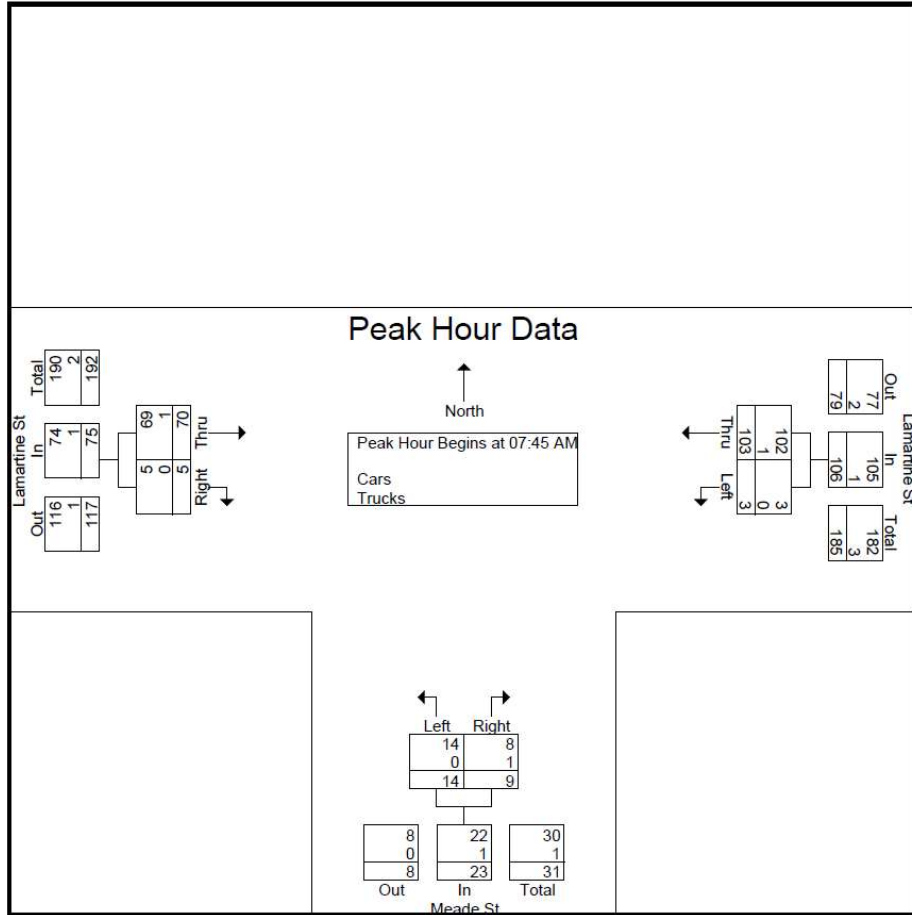 Peak Hour Data
North
Peak Hour Begins at 07:45 AM
Cars
Trucks
Lamartine St
Total
190
2
192
In
74
1
75
Out
116
1
117
Thru
69
1
70
Right
5
0
5
Lamartine St
Out
77
2
79
In
105
1
106
Total
182
3
185
Thru
102
1
103
Left
3
0
3
Left Right
14 8
0 1
14 9
8 22 30
0 1 1
8 23 31
Out In Total
Meade St